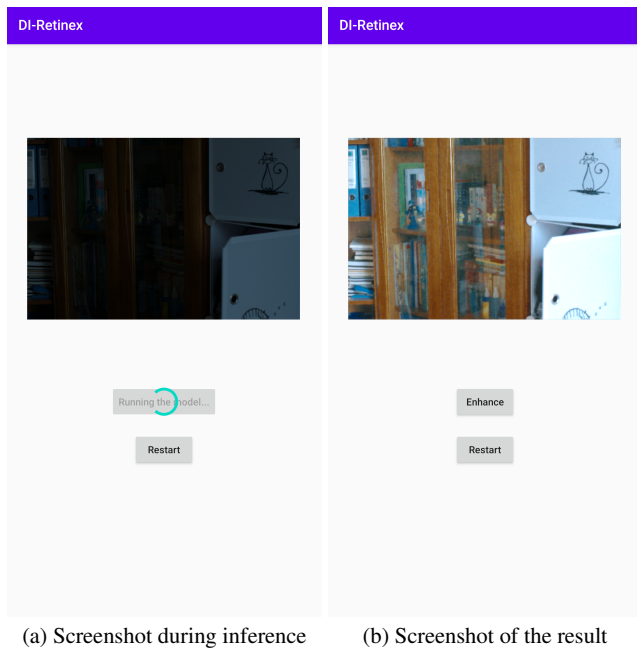 DI-Retinex
Running the model...
Restart
(a) Screenshot during inference
DI-Retinex
Enhance
Restart
(b) Screenshot of the result